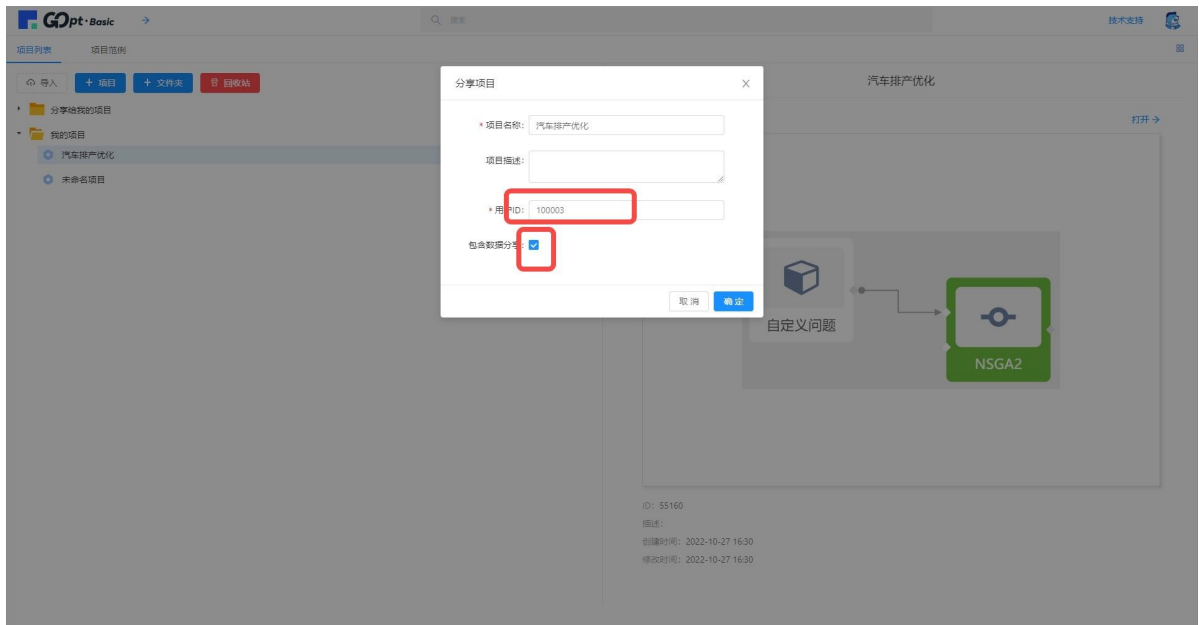 GOpt·Basic
搜索
技术支持
项目列表
项目范例
导入
+ 项目
+ 文件夹
回收站
分享给我的项目
我的项目
汽车排产优化
未命名项目
分享项目
* 项目名称: 汽车排产优化
项目描述:
* 用户ID: 100003
包含数据分享:
取消
确定
汽车排产优化
打开
自定义问题
NSGA2
ID: 55160
描述:
创建时间: 2022-10-27 16:30
修改时间: 2022-10-27 16:30